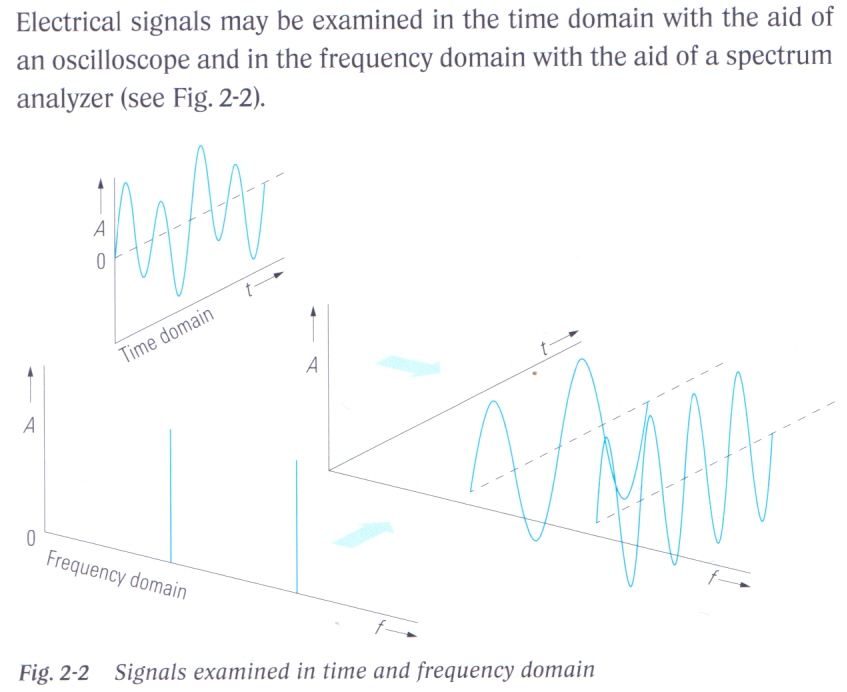 Electrical signals may be examined in the time domain with the aid of
an oscilloscope and in the frequency domain with the aid of a spectrum
analyzer (see Fig. 2-2).
A
0
t
Time domain
A
t
A
0
Frequency domain
f
f
Fig. 2-2 Signals examined in time and frequency domain